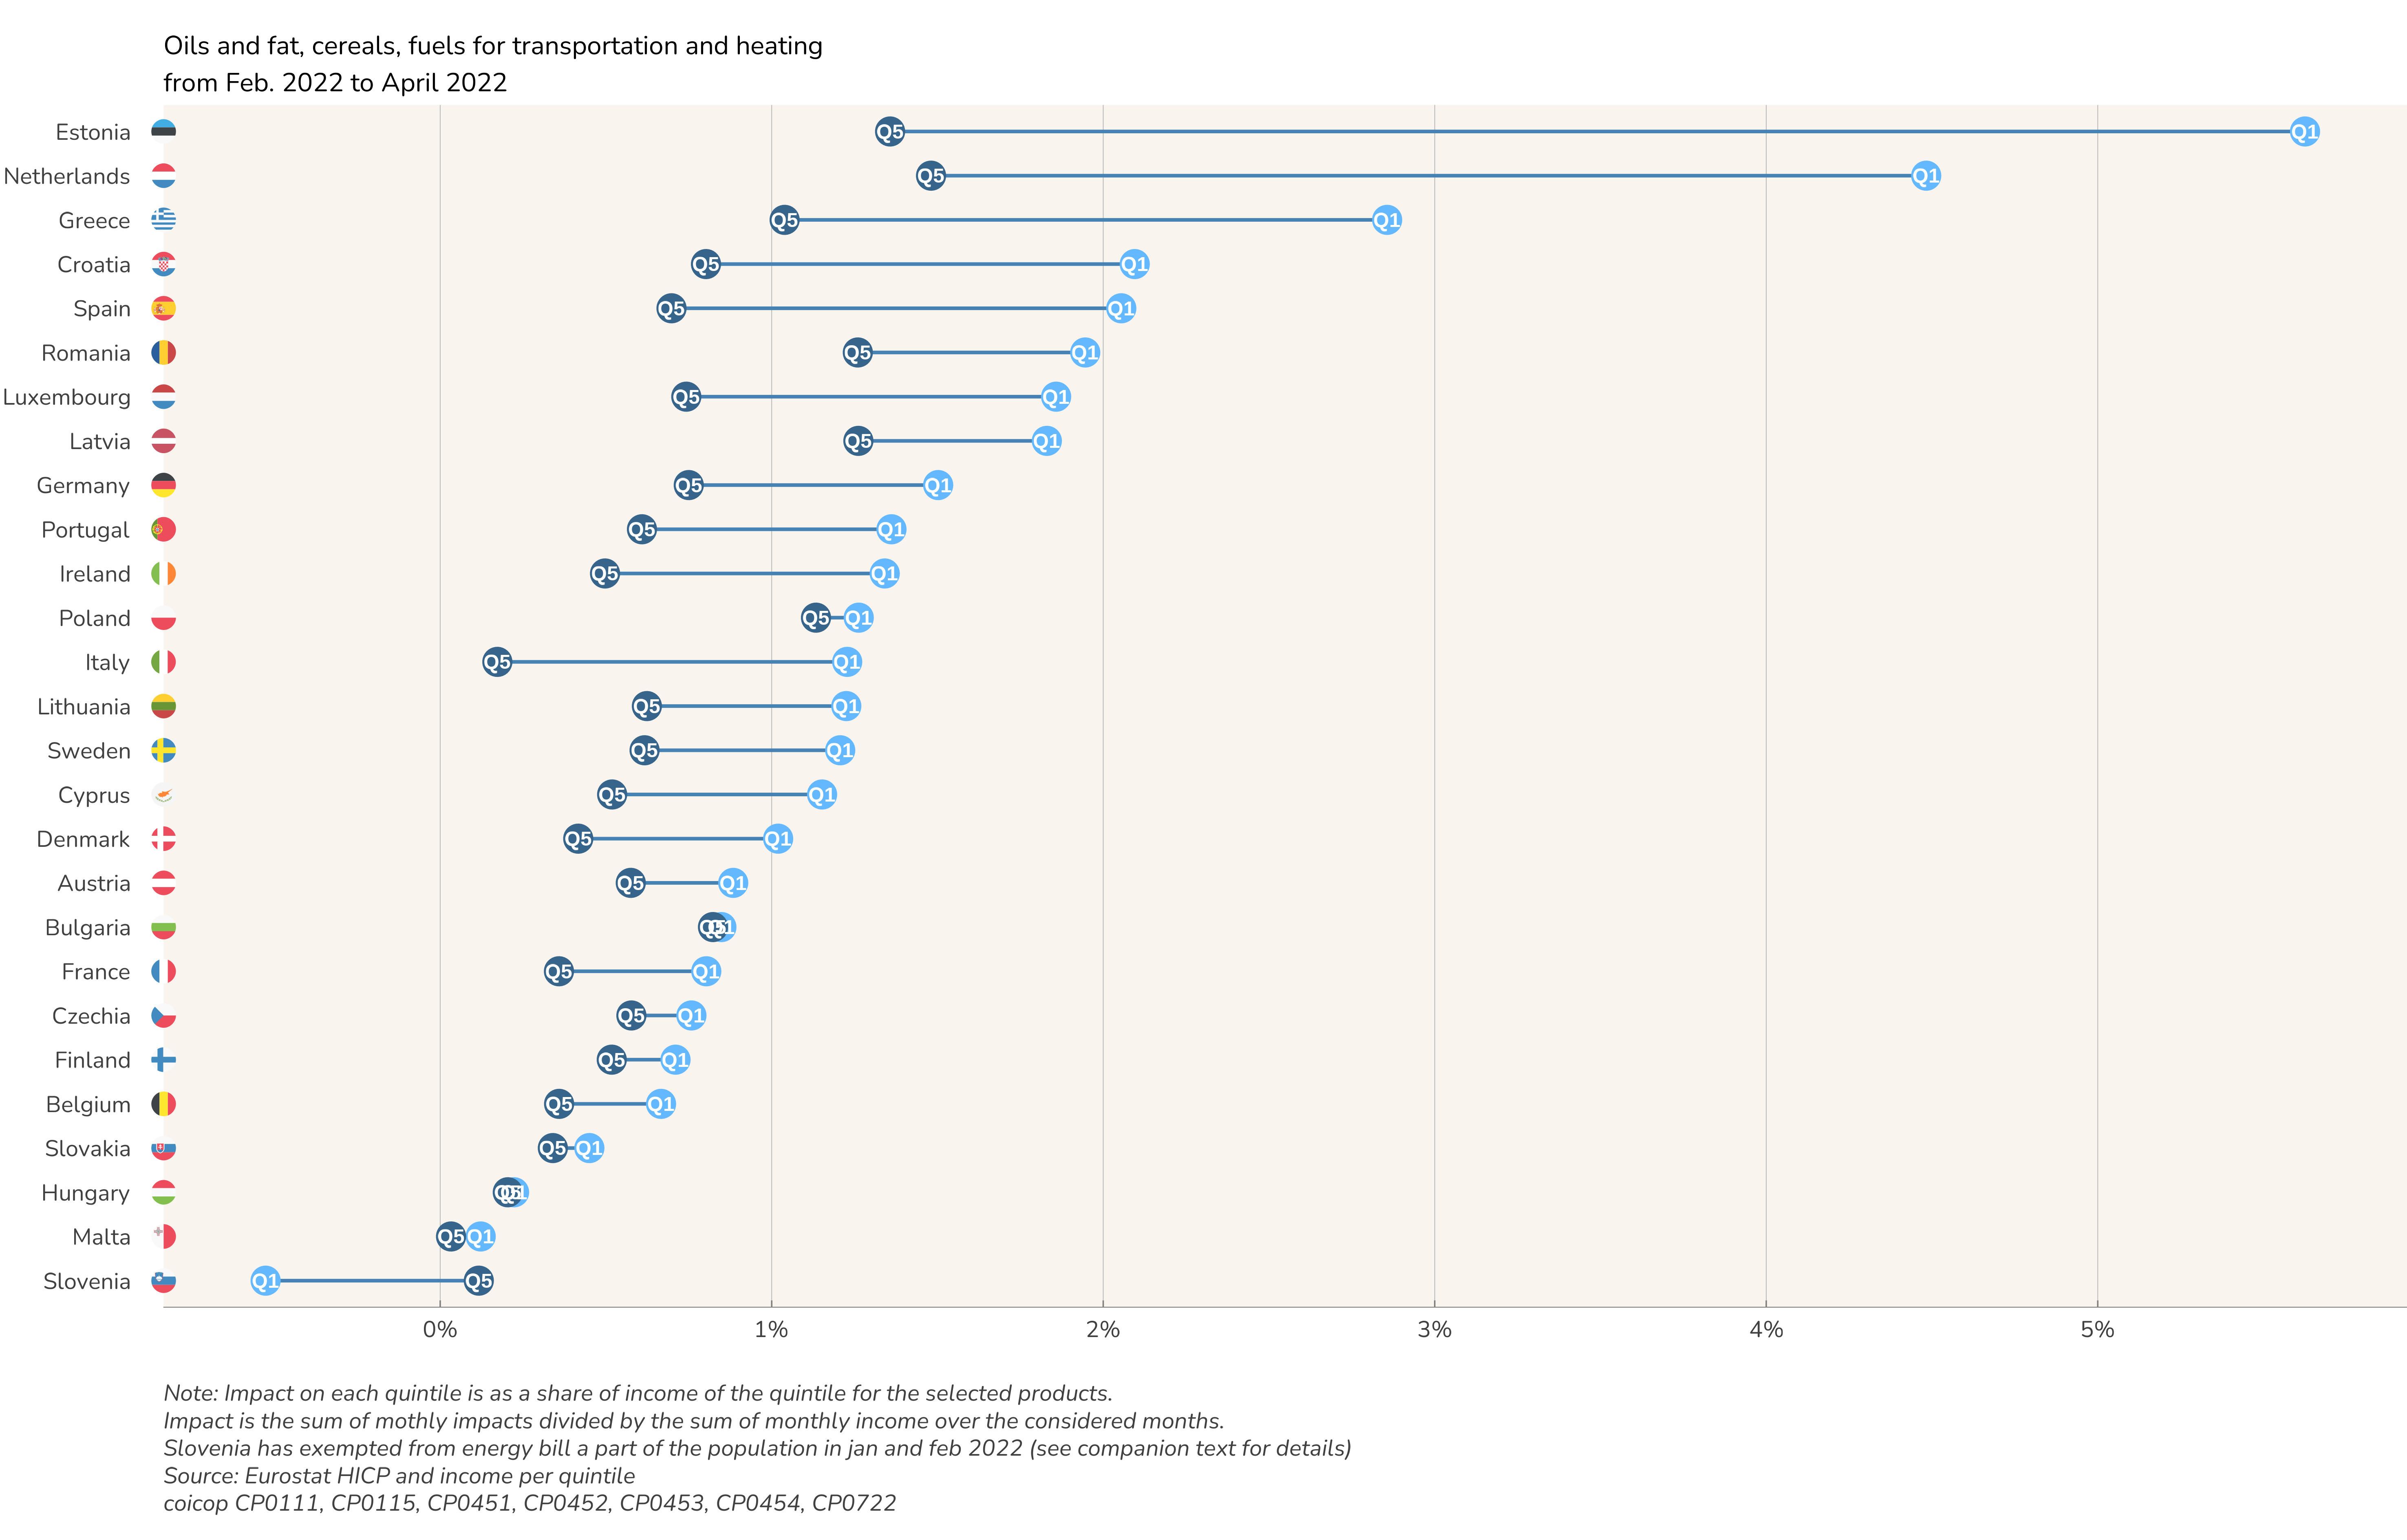 Oils and fat, cereals, fuels for transportation and heating
from Feb. 2022 to April 2022
Estonia Q5 Q1
Netherlands Q5 Q1
Greece Q5 Q1
Croatia Q5 Q1
Spain Q5 Q1
Romania Q5 Q1
Luxembourg Q5 Q1
Latvia Q5 Q1
Germany Q5 Q1
Portugal Q5 Q1
Ireland Q5 Q1
Poland Q5 Q1
Italy Q5 Q1
Lithuania Q5 Q1
Sweden Q5 Q1
Cyprus Q5 Q1
Denmark Q5 Q1
Austria Q5 Q1
Bulgaria Q5 Q1
France Q5 Q1
Czechia Q5 Q1
Finland Q5 Q1
Belgium Q5 Q1
Slovakia Q5 Q1
Hungary Q5 Q1
Malta Q5 Q1
Slovenia Q1 Q5
0% 1% 2% 3% 4% 5%
Note: Impact on each quintile is as a share of income of the quintile for the selected products.
Impact is the sum of mothly impacts divided by the sum of monthly income over the considered months.
Slovenia has exempted from energy bill a part of the population in jan and feb 2022 (see companion text for details)
Source: Eurostat HICP and income per quintile
coicop CP0111, CP0115, CP0451, CP0452, CP0453, CP0454, CP0722